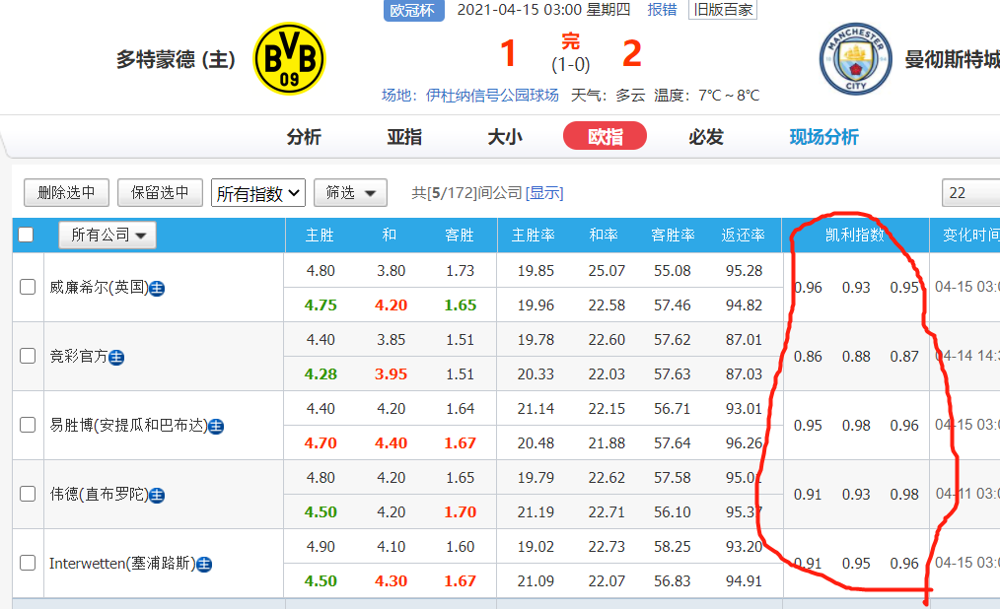 欧冠杯 2021-04-15 03:00 星期四 报错 旧版百家
多特蒙德 (主) BVB 09 1 完 (1-0) 2 MANCHESTER CITY 曼彻斯特城
场地: 伊杜纳信号公园球场 天气: 多云 温度: 7℃~8℃
分析 亚指 大小 欧指 必发 现场分析
删除选中 保留选中 所有指数 筛选 共[5/172]间公司 [显示] 22
所有公司 主胜 和 客胜 主胜率 和率 客胜率 返还率 凯利指数 变化时间
4.80 3.80 1.73 19.85 25.07 55.08 95.28
威廉希尔(英国)主 0.96 0.93 0.95 04-15 03:0
4.75 4.20 1.65 19.96 22.58 57.46 94.82
4.40 3.85 1.51 19.78 22.60 57.62 87.01
竞彩官方主 0.86 0.88 0.87 04-14 14:
4.28 3.95 1.51 20.33 22.03 57.63 87.03
4.40 4.20 1.64 21.14 22.15 56.71 93.01
易胜博(安提瓜和巴布达)主 0.95 0.98 0.96 04-15 03:0
4.70 4.40 1.67 20.48 21.88 57.64 96.26
4.80 4.20 1.65 19.79 22.62 57.58 95.01
伟德(直布罗陀)主 0.91 0.93 0.98 04-11 03:0
4.50 4.20 1.70 21.19 22.71 56.10 95.37
4.90 4.10 1.60 19.02 22.73 58.25 93.20
Interwetten(塞浦路斯)主 0.91 0.95 0.96 04-15 03:0
4.50 4.30 1.67 21.09 22.07 56.83 94.91